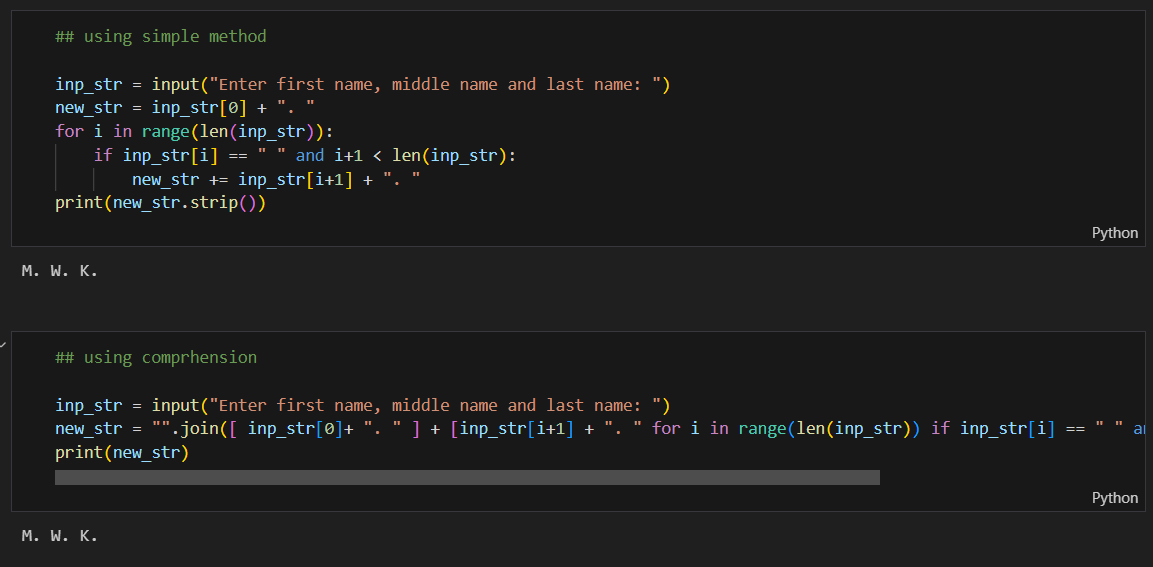 ## using simple method
inp_str = input("Enter first name, middle name and last name: ")
new_str = inp_str[0] + ". "
for i in range(len(inp_str)):
    if inp_str[i] == " " and i+1 < len(inp_str):
        new_str += inp_str[i+1] + ". "
print(new_str.strip())
Python
M. W. K.
## using comprhension
inp_str = input("Enter first name, middle name and last name: ")
new_str = "".join([ inp_str[0]+ ". " ] + [inp_str[i+1] + ". " for i in range(len(inp_str)) if inp_str[i] == " "
print(new_str)
Python
M. W. K.